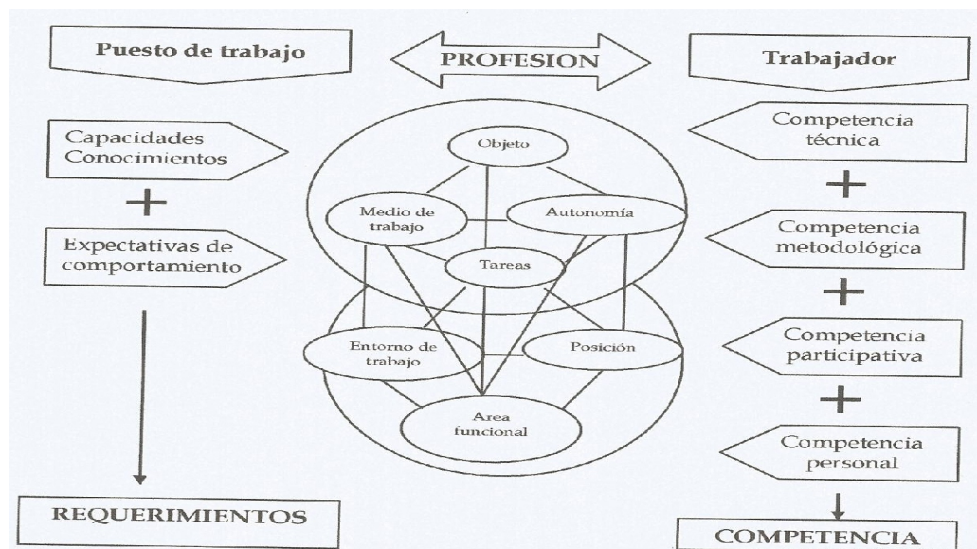 Puesto de trabajo
PROFESION
Trabajador
Capacidades
Conocimientos
+
Expectativas de
comportamiento
REQUERIMIENTOS
Objeto
Medio de
trabajo
Autonomía
Tareas
Entorno de
trabajo
Posición
Area
funcional
Competencia
técnica
+
Competencia
metodológica
+
Competencia
participativa
+
Competencia
personal
COMPETENCIA